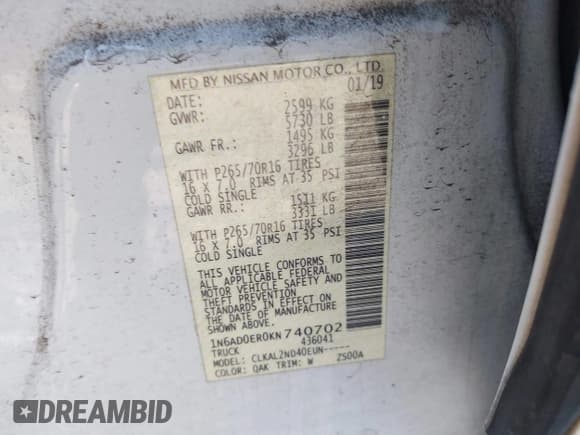 MFD BY NISSAN MOTOR CO., LTD.
DATE: 01/19
GVWR: 2599 KG
5730 LB
GAWR FR.: 1495 KG
3296 LB
WITH P265/70R16 TIRES
16 X 7.0 RIMS AT 35 PSI
COLD SINGLE
GAWR RR.: 1511 KG
3331 LB
WITH P265/70R16 TIRES
16 X 7.0 RIMS AT 35 PSI
COLD SINGLE
THIS VEHICLE CONFORMS TO
ALL APPLICABLE FEDERAL
MOTOR VEHICLE SAFETY AND
THEFT PREVENTION
STANDARDS IN EFFECT ON
THE DATE OF MANUFACTURE
SHOWN ABOVE.
1N6AD0ER0KN740702
TRUCK 436041
MODEL: CLKAL2ND40EUN-----
COLOR: QAK TRIM: W ZS00A
DREAMBID